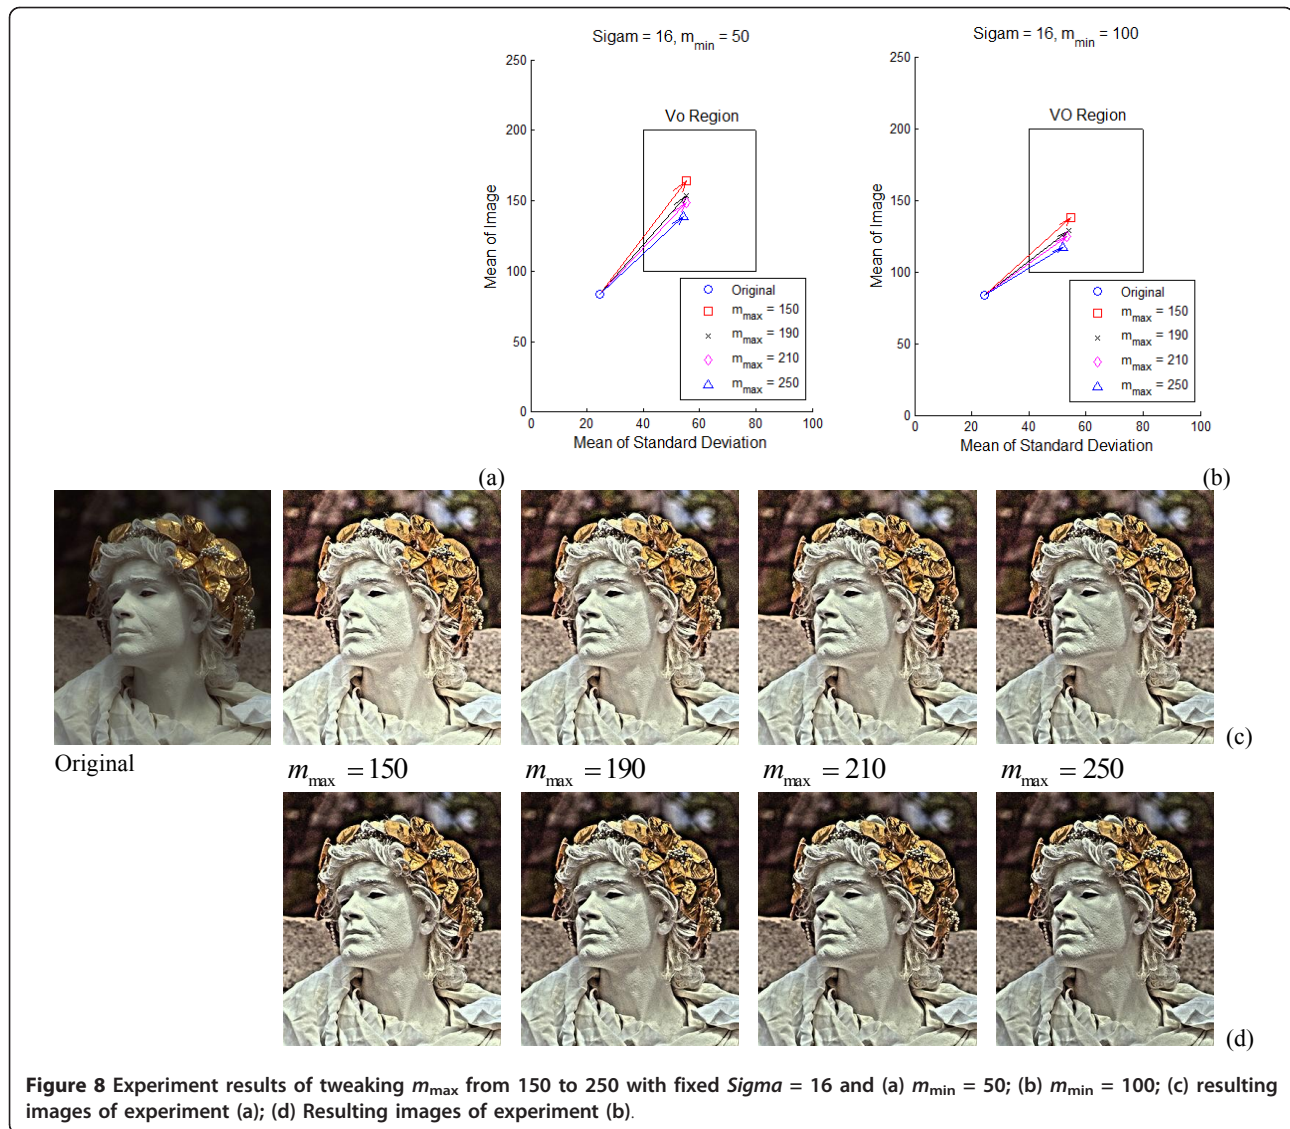 Sigam = 16, m_min = 50
250
200
150
100
50
0
Mean of Image
Vo Region
Original
m_max = 150
m_max = 190
m_max = 210
m_max = 250
0 20 40 60 80 100
Mean of Standard Deviation
(a)
Sigam = 16, m_min = 100
250
200
150
100
50
0
Mean of Image
VO Region
Original
m_max = 150
m_max = 190
m_max = 210
m_max = 250
0 20 40 60 80 100
Mean of Standard Deviation
(b)
(c)
Original
m_max = 150
m_max = 190
m_max = 210
m_max = 250
(d)
Figure 8 Experiment results of tweaking m_max from 150 to 250 with fixed Sigma = 16 and (a) m_min = 50; (b) m_min = 100; (c) resulting
images of experiment (a); (d) Resulting images of experiment (b).